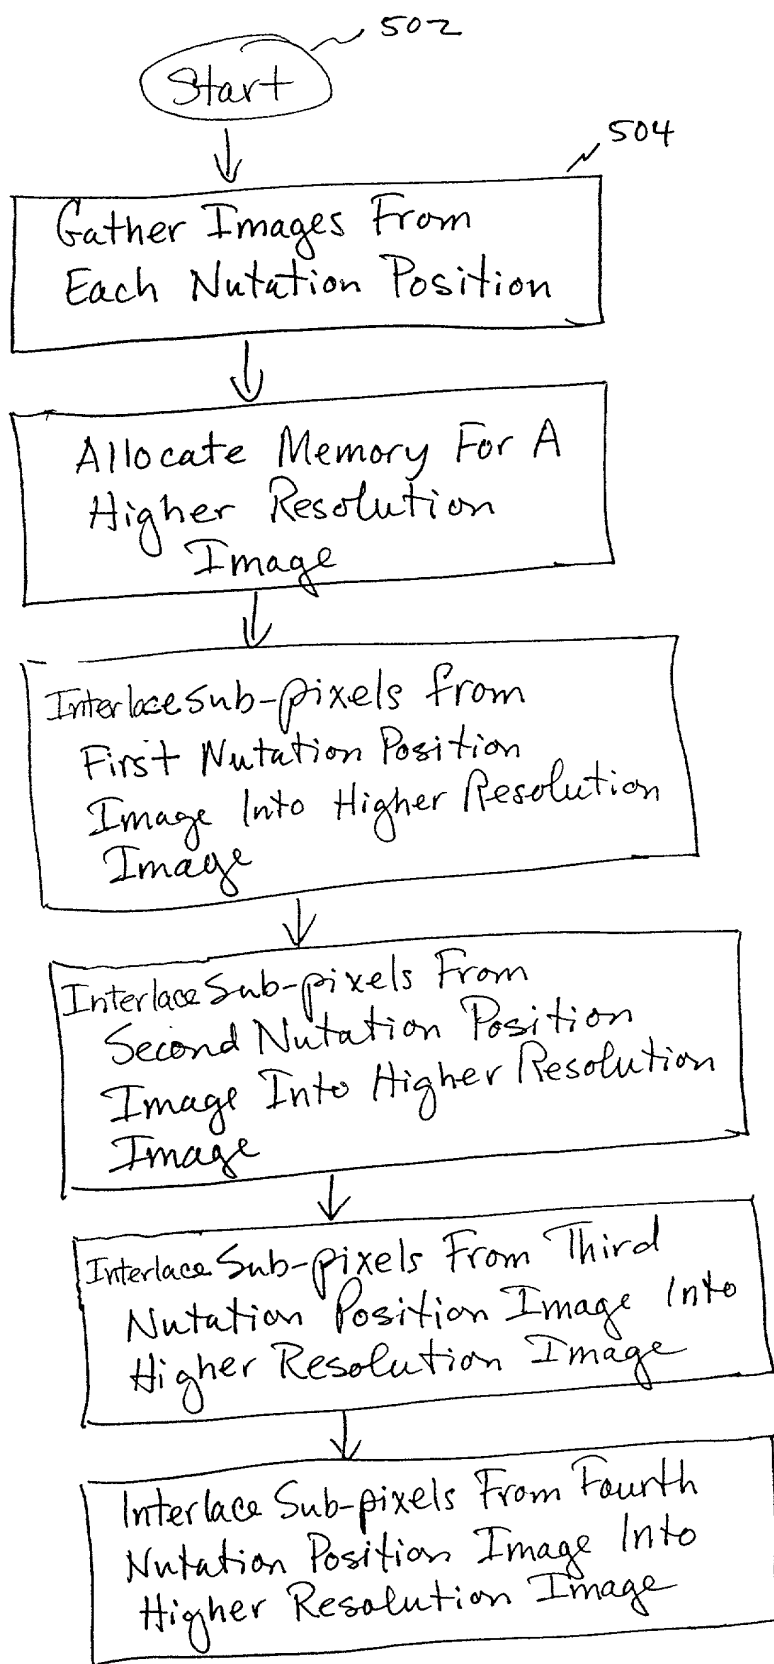 502
Start
504
Gather Images From
Each Nutation Position
Allocate Memory For A
Higher Resolution
Image
Interlace Sub-pixels from
First Nutation Position
Image Into Higher Resolution
Image
Interlace Sub-pixels From
Second Nutation Position
Image Into Higher Resolution
Image
Interlace Sub-pixels From Third
Nutation Position Image Into
Higher Resolution Image
Interlace Sub-pixels From Fourth
Nutation Position Image Into
Higher Resolution Image